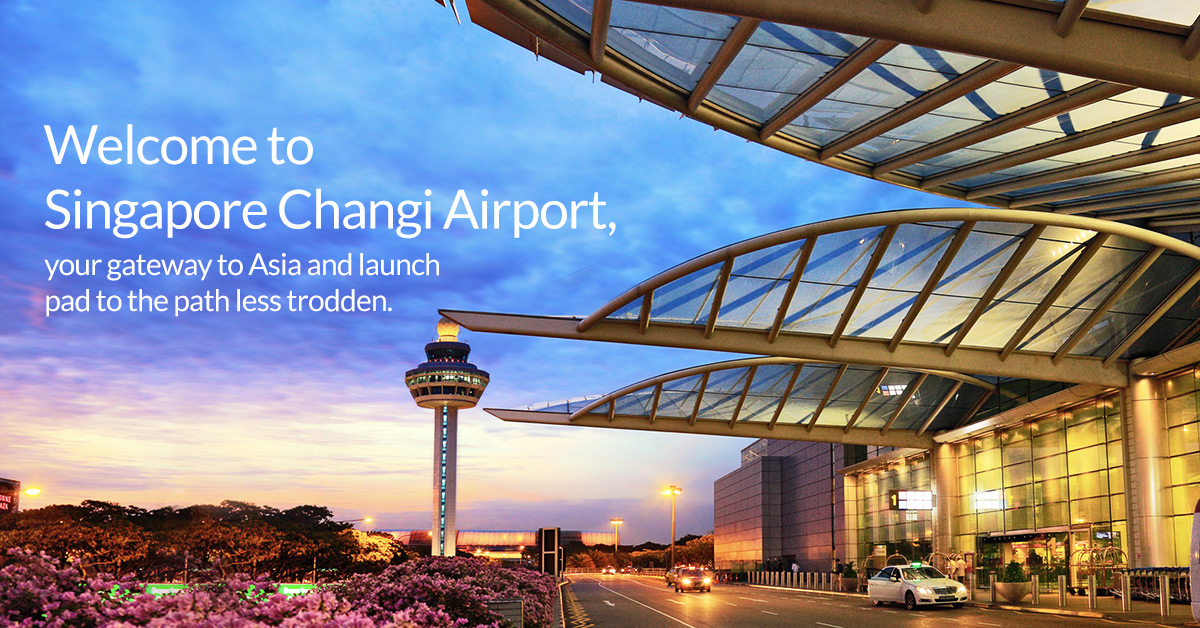 Welcome to
Singapore Changi Airport,
your gateway to Asia and launch
pad to the path less trodden.
1